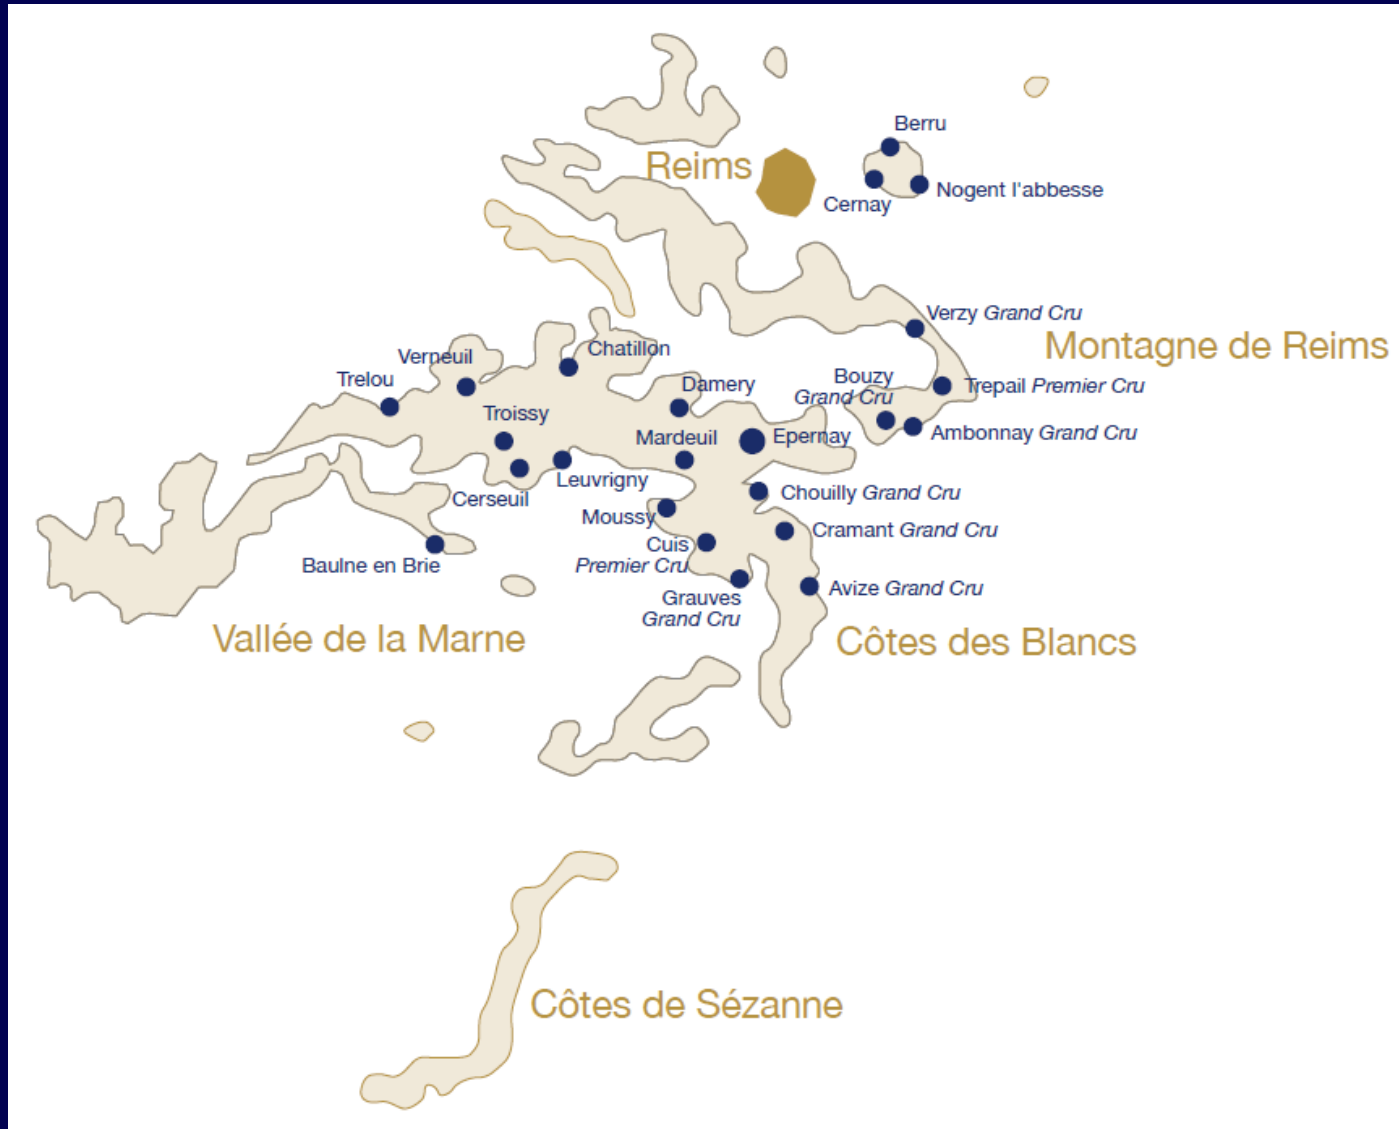 Berru
Reims
Nogent l'abbesse
Cernay
Verzy Grand Cru
Montagne de Reims
Chatillon
Verneuil
Trelou
Bouzy
Grand Cru
Trepail Premier Cru
Damery
Troissy
Mardeuil
Epernay
Ambonnay Grand Cru
Leuvrigny
Cerseuil
Chouilly Grand Cru
Moussy
Cramant Grand Cru
Cuis
Premier Cru
Baulne en Brie
Avize Grand Cru
Grauves
Grand Cru
Vallée de la Marne
Côtes des Blancs
Côtes de Sézanne